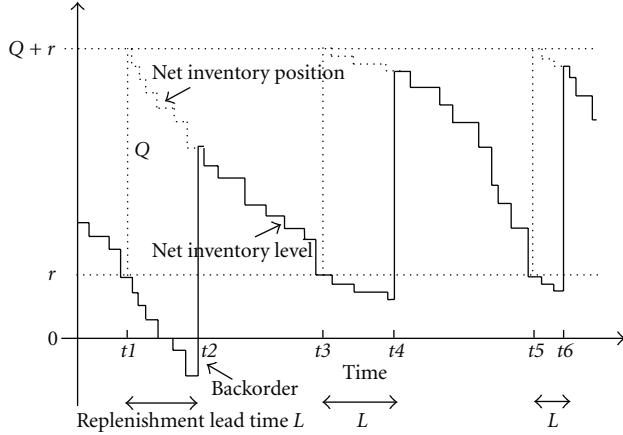 Q + r
Net inventory position
Q
Net inventory level
r
0
t1
t2
t3
t4
t5
t6
Time
Backorder
Replenishment lead time L
L
L